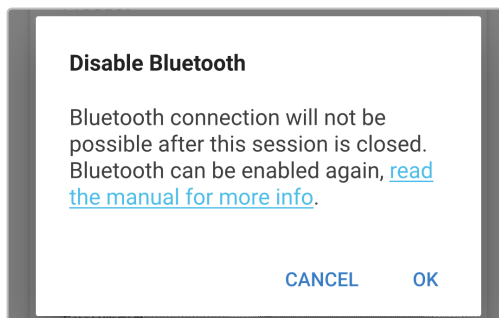 Disable Bluetooth
Bluetooth connection will not be
possible after this session is closed.
Bluetooth can be enabled again, read
the manual for more info.
CANCEL OK